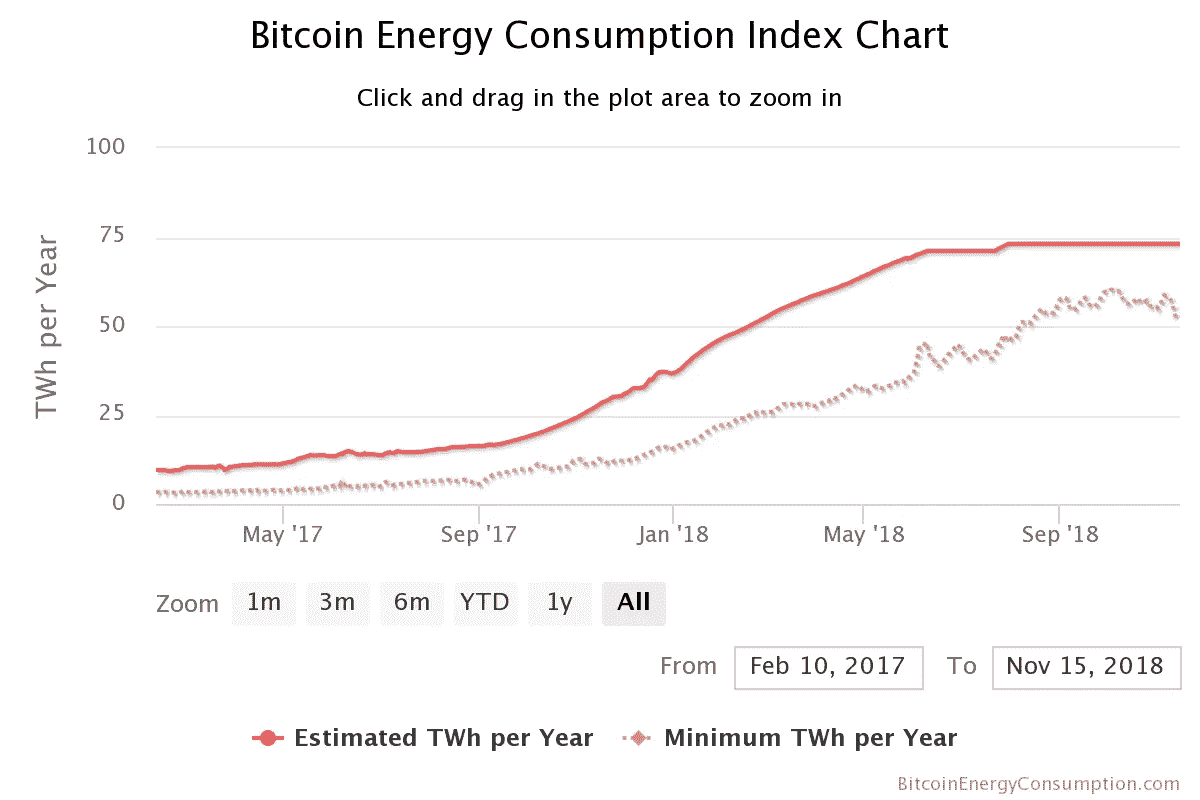 Bitcoin Energy Consumption Index Chart
Click and drag in the plot area to zoom in
TWh per Year
100
75
50
25
0
May '17 Sep '17 Jan '18 May '18 Sep '18
Zoom 1m 3m 6m YTD 1y All
From Feb 10, 2017 To Nov 15, 2018
Estimated TWh per Year Minimum TWh per Year
BitcoinEnergyConsumption.com